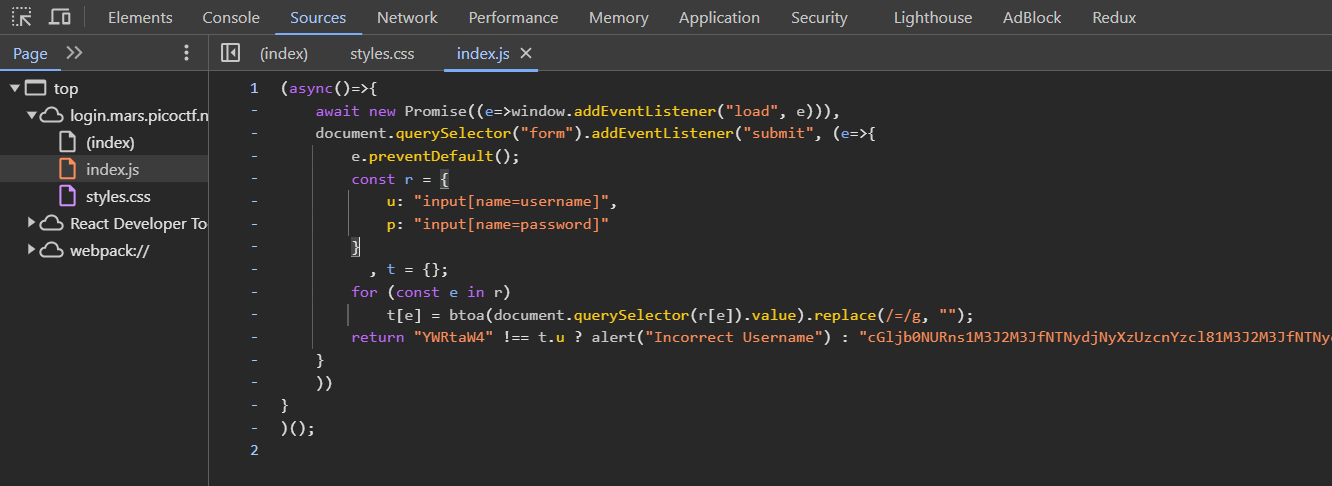 Elements Console Sources Network Performance Memory Application Security Lighthouse AdBlock Redux
Page (index) styles.css index.js
top
login.mars.picoctf.n
(index)
index.js
styles.css
React Developer To
webpack://
1 (async()=>{
- await new Promise((e=>window.addEventListener("load", e))),
- document.querySelector("form").addEventListener("submit", (e=>{
- e.preventDefault();
- const r = {
- u: "input[name=username]",
- p: "input[name=password]"
- }
- , t = {};
- for (const e in r)
- t[e] = btoa(document.querySelector(r[e]).value).replace(/=/g, "");
- return "YWRtaW4" !== t.u ? alert("Incorrect Username") : "cGljb0NURns1M3J2M3JfNTNydjNyXzUzcnYzcl81M3J2M3JfNTNy
- }
- ))
- }
- )();
2